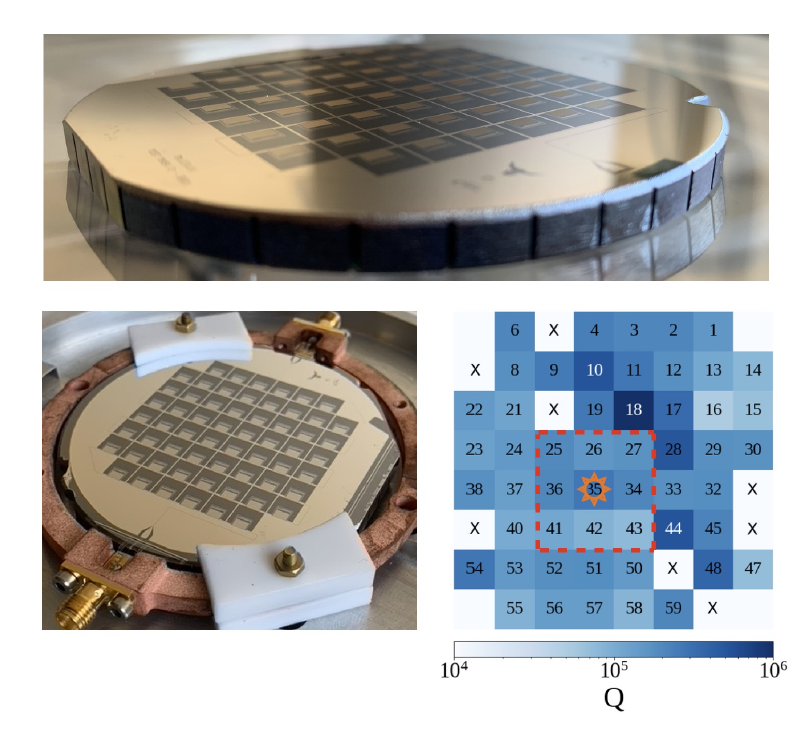 6 X 4 3 2 1
X 8 9 10 11 12 13 14
22 21 X 19 18 17 16 15
23 24 25 26 27 28 29 30
38 37 36 35 34 33 32 X
X 40 41 42 43 44 45 X
54 53 52 51 50 X 48 47
55 56 57 58 59 X
10⁴ 10⁵ 10⁶
Q